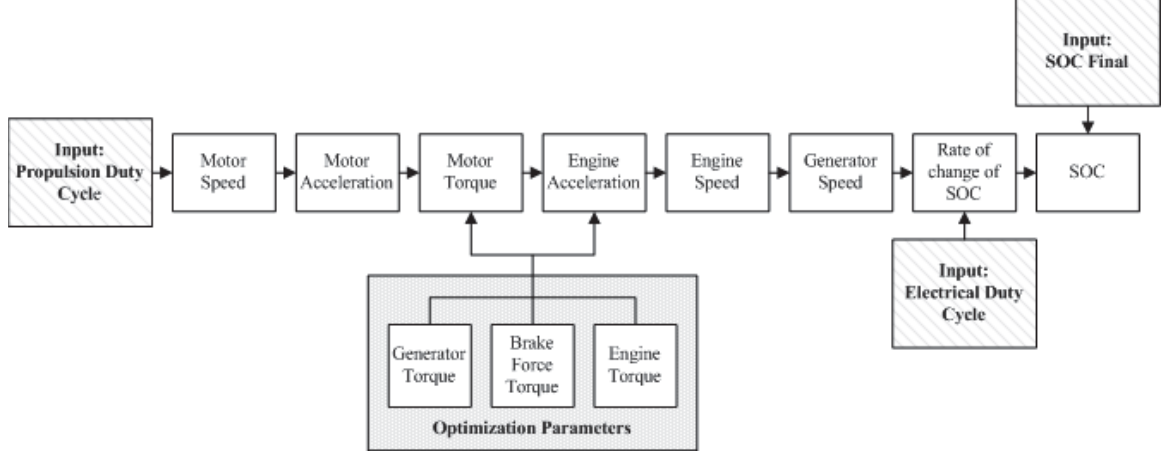 Input:
SOC Final
Input:
Propulsion Duty
Cycle
Motor
Speed
Motor
Acceleration
Motor
Torque
Engine
Acceleration
Engine
Speed
Generator
Speed
Rate of
change of
SOC
SOC
Input:
Electrical Duty
Cycle
Generator
Torque
Brake
Force
Torque
Engine
Torque
Optimization Parameters